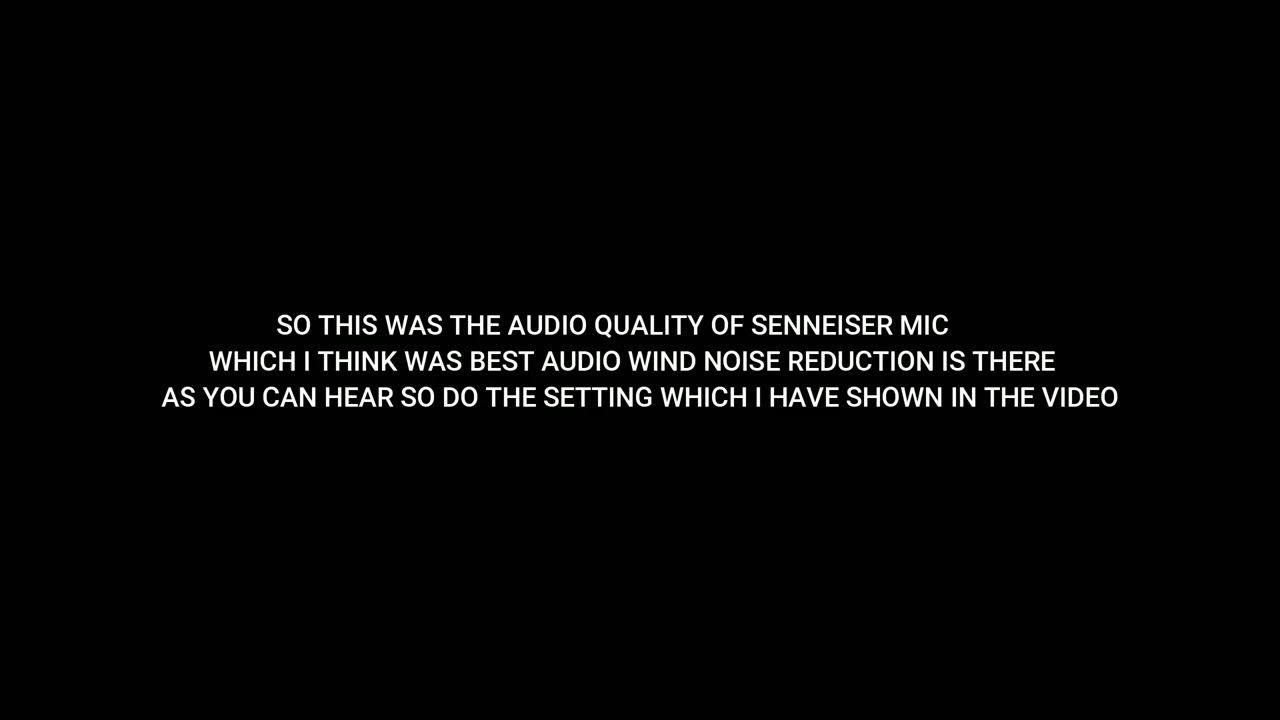 SO THIS WAS THE AUDIO QUALITY OF SENNEISER MIC
WHICH I THINK WAS BEST AUDIO WIND NOISE REDUCTION IS THERE
AS YOU CAN HEAR SO DO THE SETTING WHICH I HAVE SHOWN IN THE VIDEO